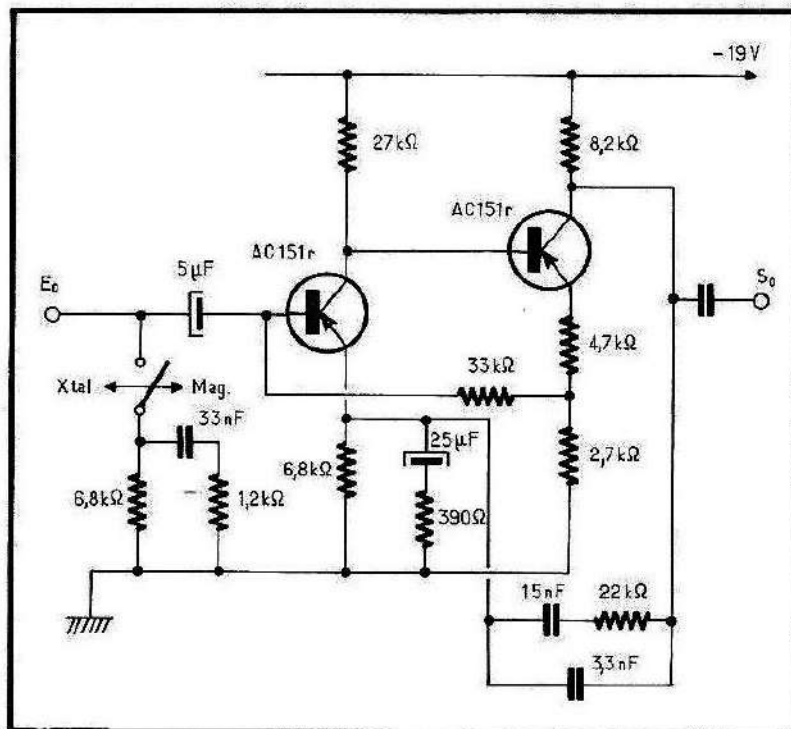 -19V
27kΩ
8,2kΩ
AC151r
AC151r
5µF
E₀
S₀
4,7kΩ
33kΩ
Xtal
Mag.
33nF
25µF
6,8kΩ
1,2kΩ
6,8kΩ
390Ω
2,7kΩ
15nF
22kΩ
3,3nF